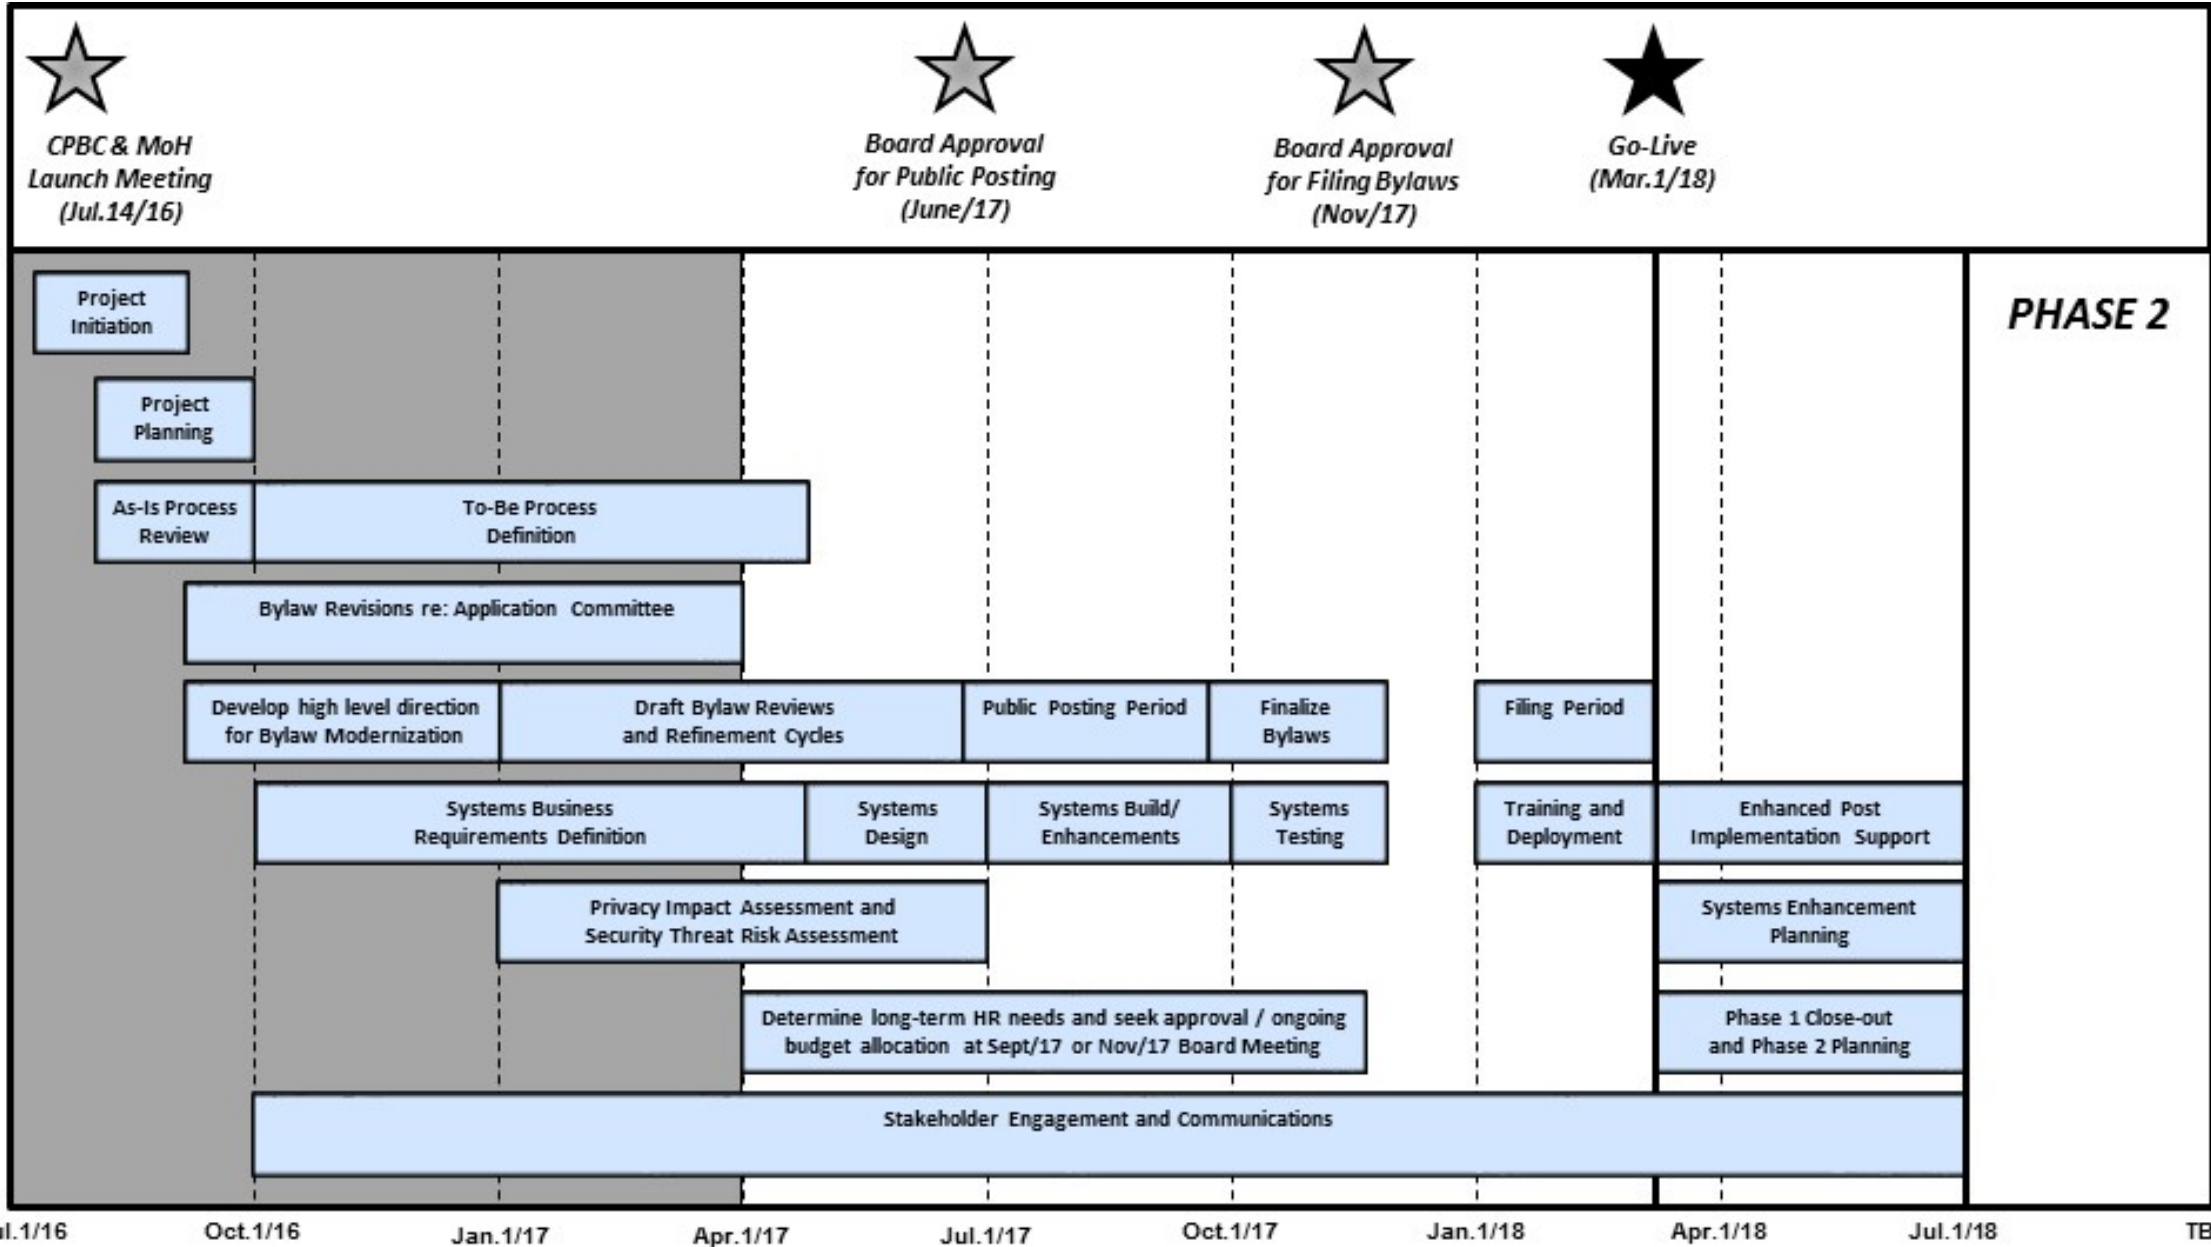 CPBC & MoH
Launch Meeting
(Jul.14/16)
Board Approval
for Public Posting
(June/17)
Board Approval
for Filing Bylaws
(Nov/17)
Go-Live
(Mar.1/18)
PHASE 2
Project
Initiation
Project
Planning
As-Is Process
Review
To-Be Process
Definition
Bylaw Revisions re: Application Committee
Develop high level direction
for Bylaw Modernization
Draft Bylaw Reviews
and Refinement Cycles
Public Posting Period
Finalize
Bylaws
Filing Period
Systems Business
Requirements Definition
Systems
Design
Systems Build/
Enhancements
Systems
Testing
Training and
Deployment
Enhanced Post
Implementation Support
Privacy Impact Assessment and
Security Threat Risk Assessment
Systems Enhancement
Planning
Determine long-term HR needs and seek approval / ongoing
budget allocation at Sept/17 or Nov/17 Board Meeting
Phase 1 Close-out
and Phase 2 Planning
Stakeholder Engagement and Communications
ul.1/16
Oct.1/16
Jan.1/17
Apr.1/17
Jul.1/17
Oct.1/17
Jan.1/18
Apr.1/18
Jul.1/18